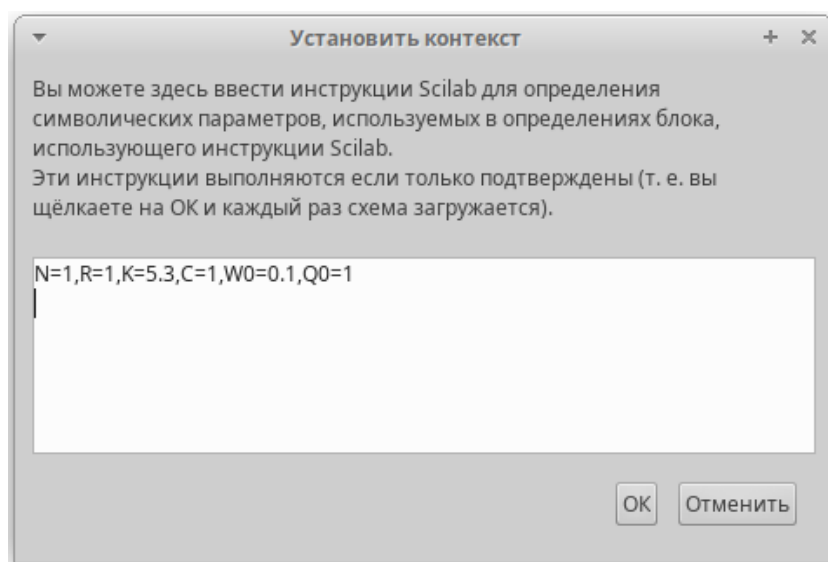 Установить контекст
Вы можете здесь ввести инструкции Scilab для определения
символических параметров, используемых в определениях блока,
использующего инструкции Scilab.
Эти инструкции выполняются если только подтверждены (т. е. вы
щёлкаете на ОК и каждый раз схема загружается).
N=1,R=1,K=5.3,C=1,W0=0.1,Q0=1
ОК
Отменить